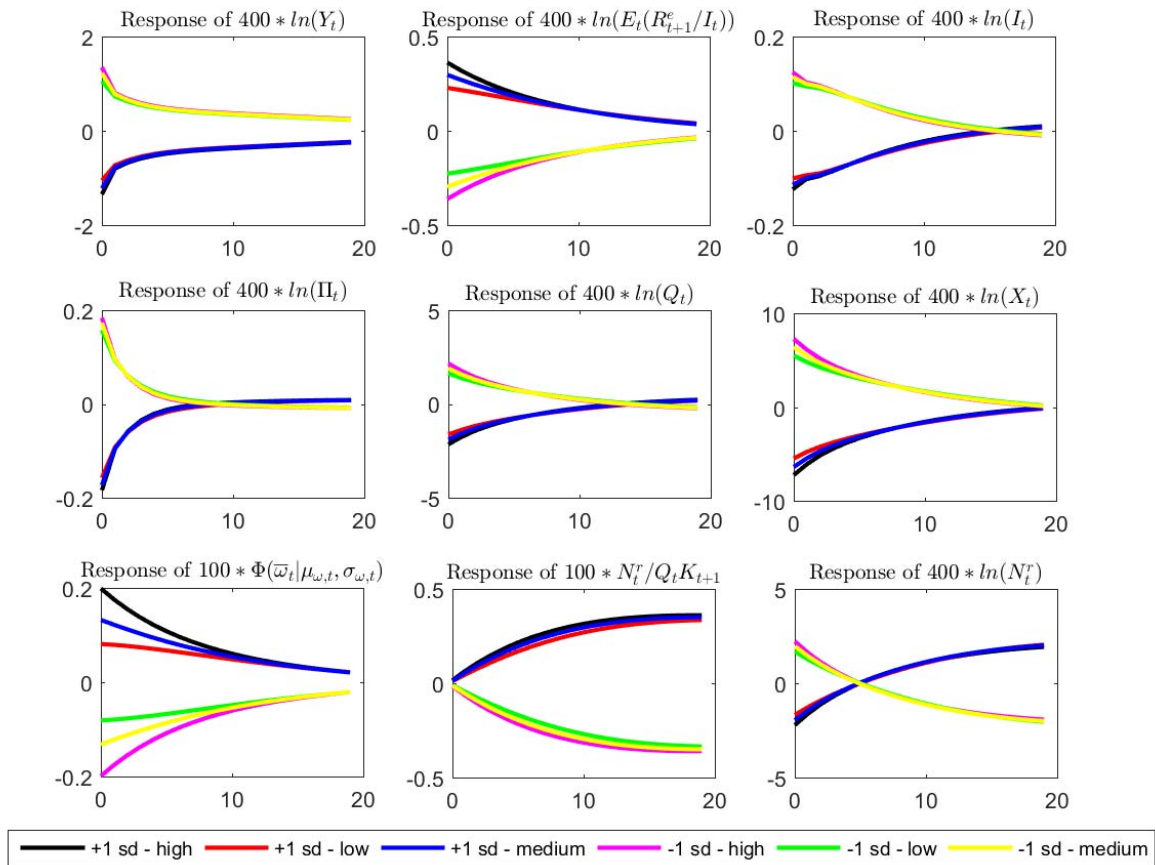 Response of 400 * ln(Y_t)
Response of 400 * ln(E_t(R^e_{t+1}/I_t))
Response of 400 * ln(I_t)
2
0
-2
0 10 20
0.5
0
-0.5
0 10 20
0.2
0
-0.2
0 10 20
Response of 400 * ln(Π_t)
Response of 400 * ln(Q_t)
Response of 400 * ln(X_t)
0.2
0
-0.2
0 10 20
5
0
-5
0 10 20
10
0
-10
0 10 20
Response of 100 * Φ(ω̅_t|μ_{ω,t}, σ_{ω,t})
Response of 100 * N^r_t/Q_tK_{t+1}
Response of 400 * ln(N^r_t)
0.2
0
-0.2
0 10 20
0.5
0
-0.5
0 10 20
5
0
-5
0 10 20
+1 sd - high +1 sd - low +1 sd - medium -1 sd - high -1 sd - low -1 sd - medium